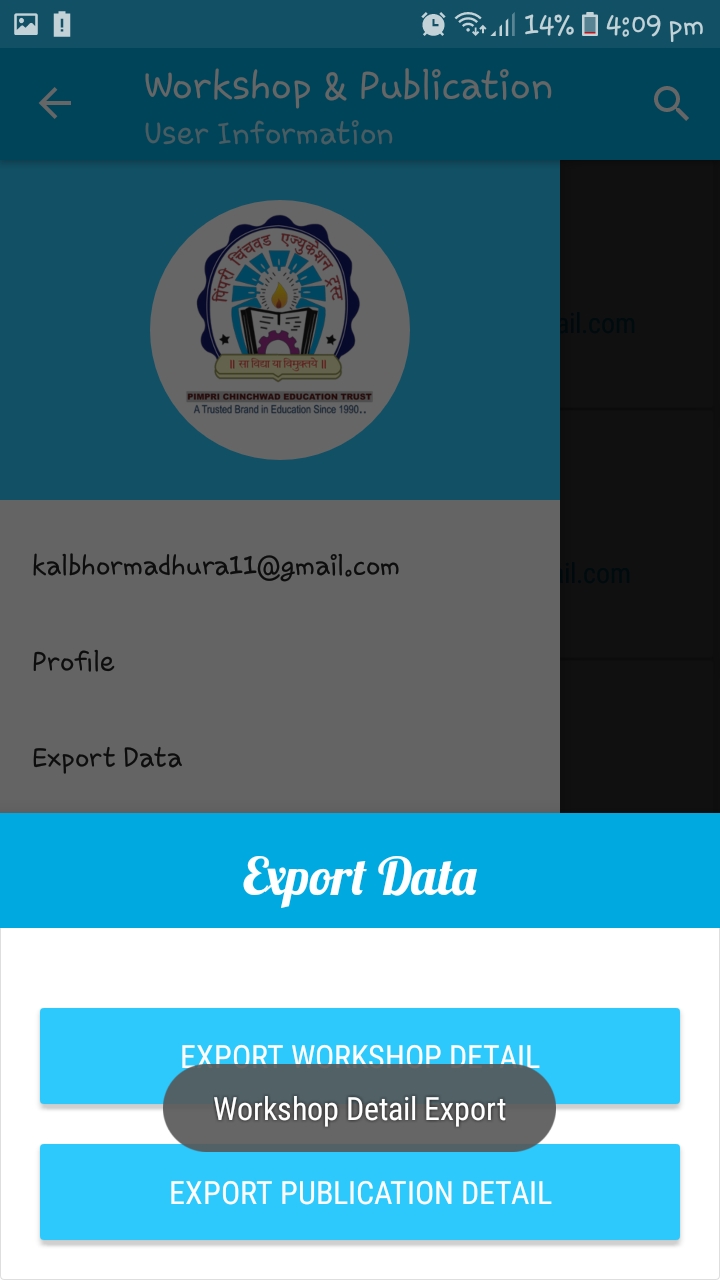 14% 4:09 pm
Workshop & Publication
User Information
पिंपरी चिंचवड एज्युकेशन ट्रस्ट
|| सा विद्या या विमुक्तये ||
PIMPRI CHINCHWAD EDUCATION TRUST
A Trusted Brand in Education Since 1990..
ail.com
kalbhormadhura11@gmail.com
il.com
Profile
Export Data
Export Data
EXPORT WORKSHOP DETAIL
Workshop Detail Export
EXPORT PUBLICATION DETAIL